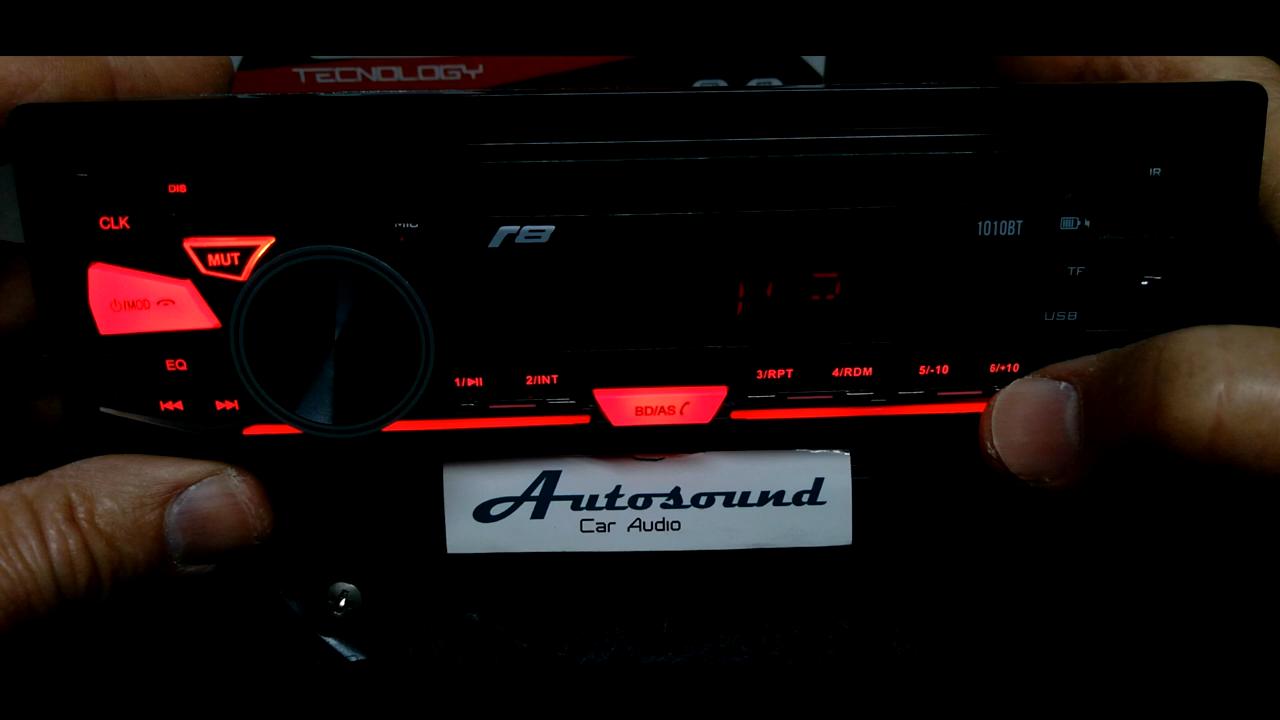 TECNOLOGY
DIS
IR
CLK
MIC
r8
1010BT
MUT
TF
MOD
USB
EQ
1/
2/INT
3/RPT
4/RDM
5/-10
6/+10
BD/AS
Autosound
Car Audio